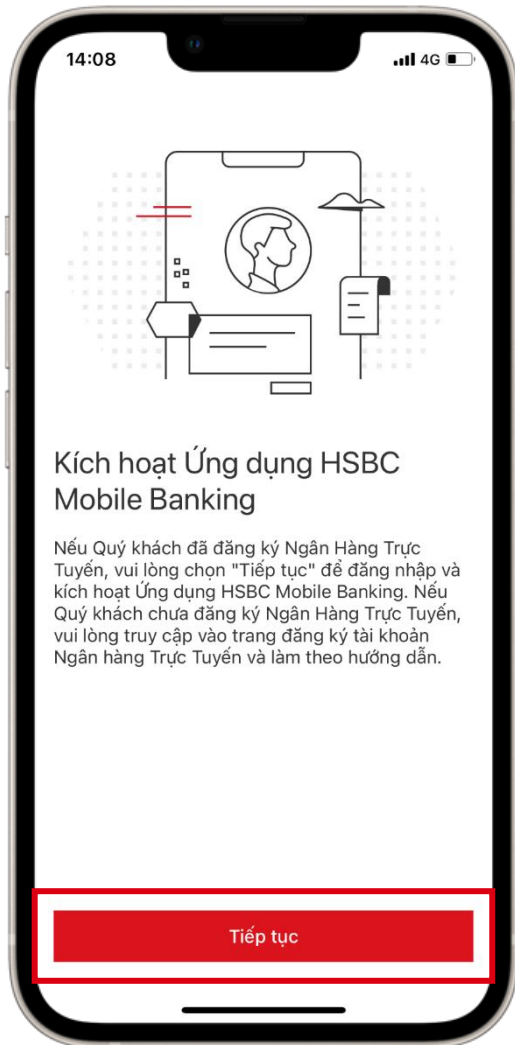 14:08
4G
Kích hoạt Ứng dụng HSBC
Mobile Banking
Nếu Quý khách đã đăng ký Ngân Hàng Trực
Tuyến, vui lòng chọn "Tiếp tục" để đăng nhập và
kích hoạt Ứng dụng HSBC Mobile Banking. Nếu
Quý khách chưa đăng ký Ngân Hàng Trực Tuyến,
vui lòng truy cập vào trang đăng ký tài khoản
Ngân hàng Trực Tuyến và làm theo hướng dẫn.
Tiếp tục